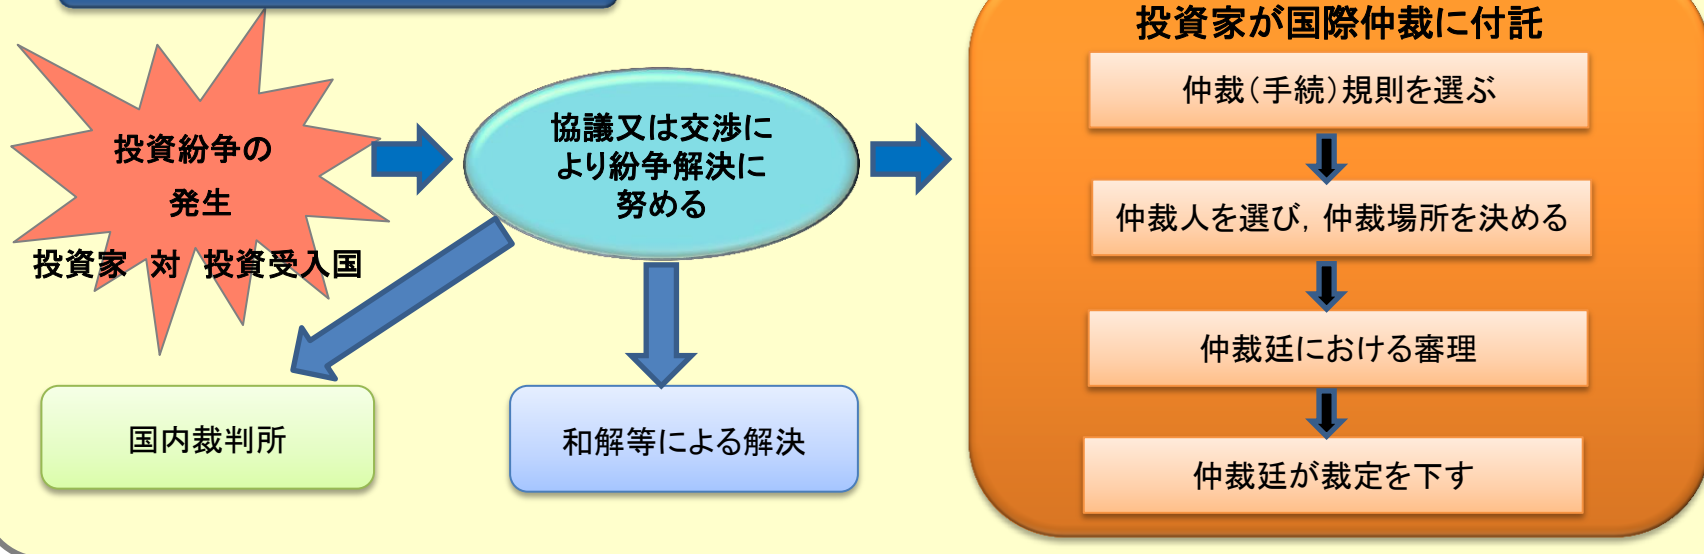 投資紛争の
発生
投資家 対 投資受入国
協議又は交渉に
より紛争解決に
努める
国内裁判所
和解等による解決
投資家が国際仲裁に付託
仲裁(手続)規則を選ぶ
仲裁人を選び，仲裁場所を決める
仲裁廷における審理
仲裁廷が裁定を下す